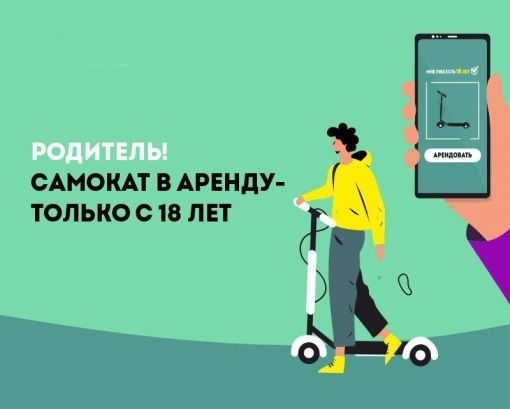 РОДИТЕЛЬ!
САМОКАТ В АРЕНДУ-
ТОЛЬКО С 18 ЛЕТ
МНЕ УЖЕ ЕСТЬ 18 ЛЕТ
АРЕНДОВАТЬ